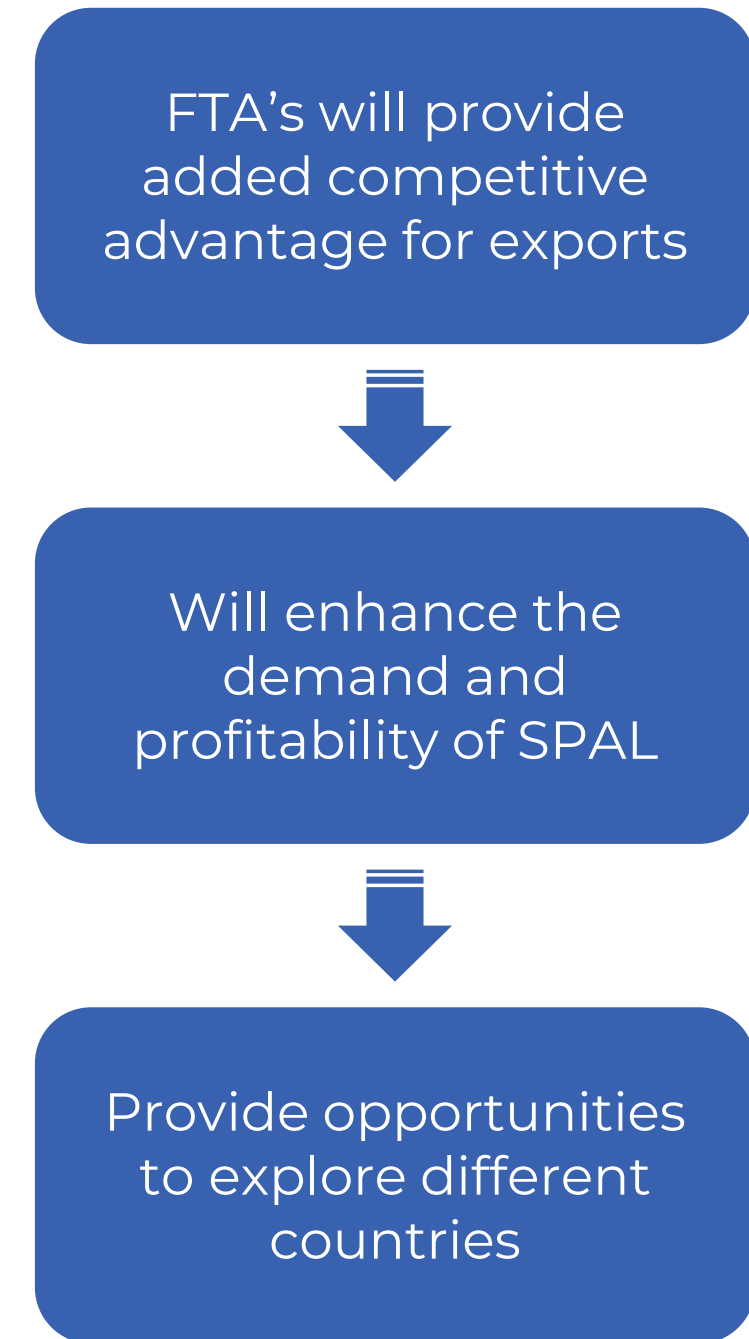 FTA’s will provide
added competitive
advantage for exports
Will enhance the
demand and
profitability of SPAL
Provide opportunities
to explore different
countries